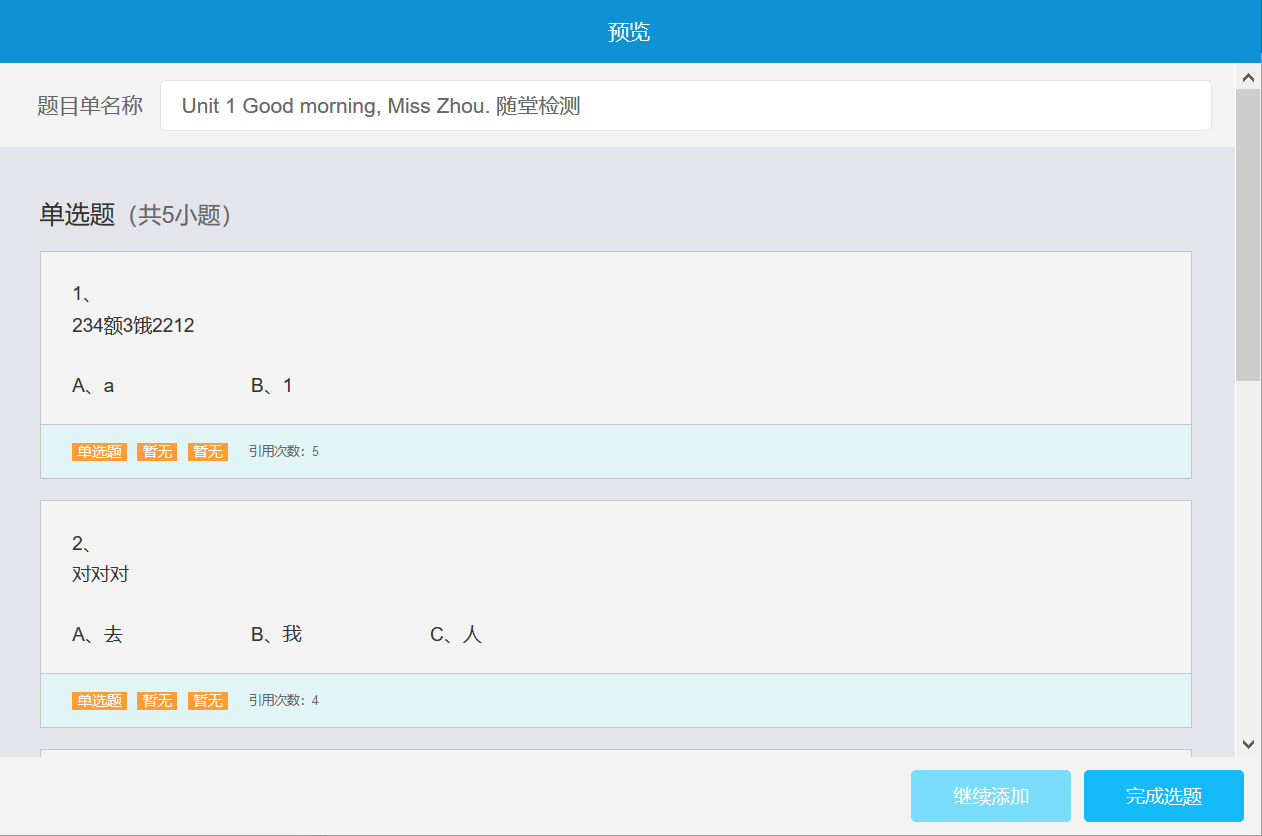 预览
题目单名称 Unit 1 Good morning, Miss Zhou. 随堂检测
单选题（共5小题）
1、
234额3饿2212
A、a B、1
单选题 暂无 暂无 引用次数：5
2、
对对对
A、去 B、我 C、人
单选题 暂无 暂无 引用次数：4
继续添加 完成选题